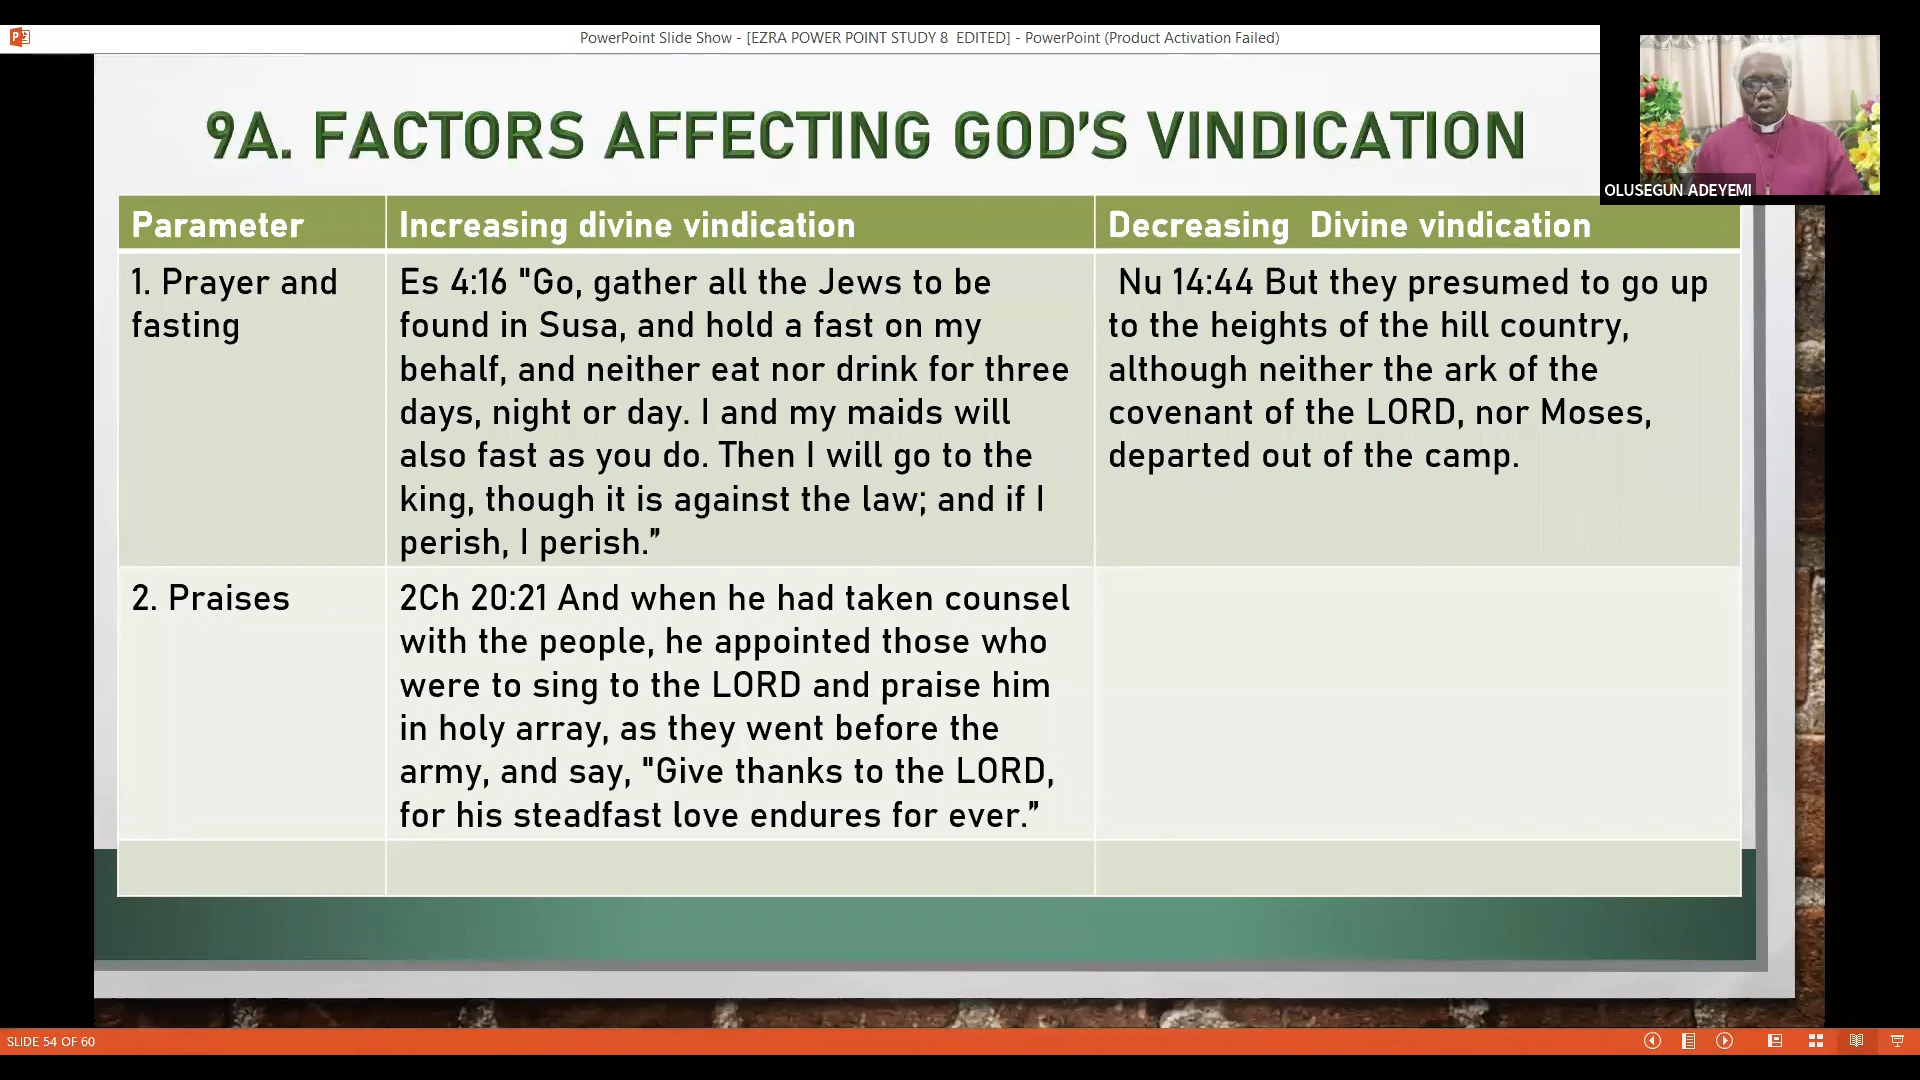 PowerPoint Slide Show - [EZRA POWER POINT STUDY 8  EDITED] - PowerPoint (Product Activation Failed)
9A. FACTORS AFFECTING GOD'S VINDICATION
OLUSEGUN ADEYEMI
Parameter
Increasing divine vindication
Decreasing  Divine vindication
1. Prayer and
fasting
Es 4:16 "Go, gather all the Jews to be
found in Susa, and hold a fast on my
behalf, and neither eat nor drink for three
days, night or day. I and my maids will
also fast as you do. Then I will go to the
king, though it is against the law; and if I
perish, I perish.”
Nu 14:44 But they presumed to go up
to the heights of the hill country,
although neither the ark of the
covenant of the LORD, nor Moses,
departed out of the camp.
2. Praises
2Ch 20:21 And when he had taken counsel
with the people, he appointed those who
were to sing to the LORD and praise him
in holy array, as they went before the
army, and say, "Give thanks to the LORD,
for his steadfast love endures for ever.”
SLIDE 54 OF 60